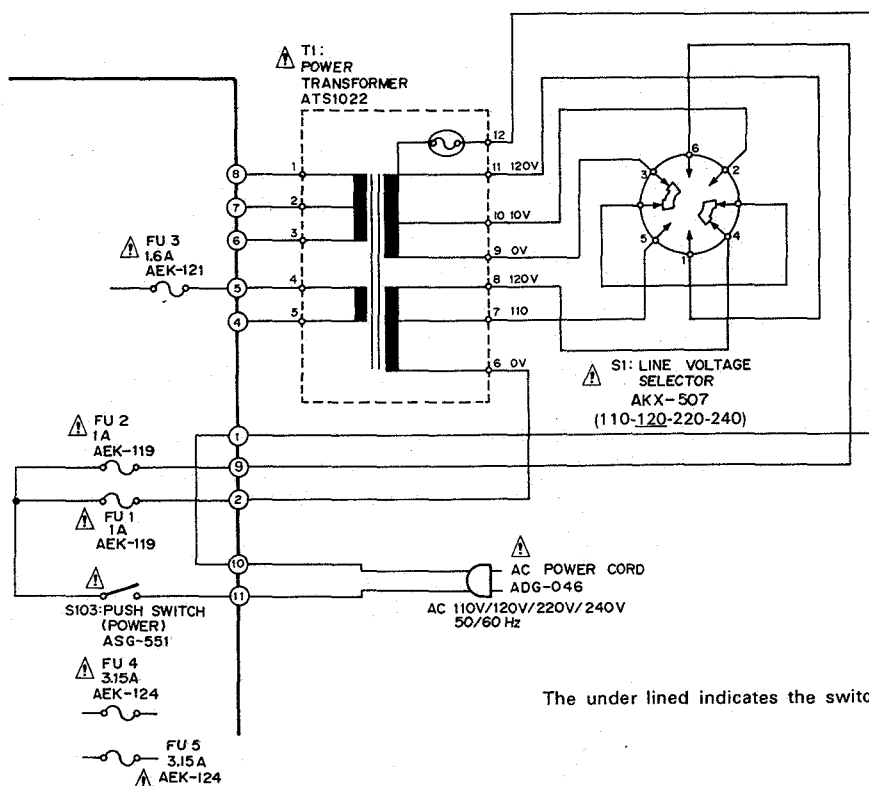 T1:
POWER
TRANSFORMER
ATS1022
12
11 120V
10 10V
9 0V
8 120V
7 110
6 0V
1
2
3
4
5
8
7
6
5
4
FU 3
1.6A
AEK-121
6
3
2
5
4
1
S1: LINE VOLTAGE
SELECTOR
AKX-507
(110-120-220-240)
FU 2
1A
AEK-119
1
9
2
FU 1
1A
AEK-119
10
11
AC POWER CORD
ADG-046
AC 110V/120V/220V/240V
50/60 Hz
S103:PUSH SWITCH
(POWER)
ASG-551
FU 4
3.15A
AEK-124
The under lined indicates the switc
FU 5
3.15A
AEK-124